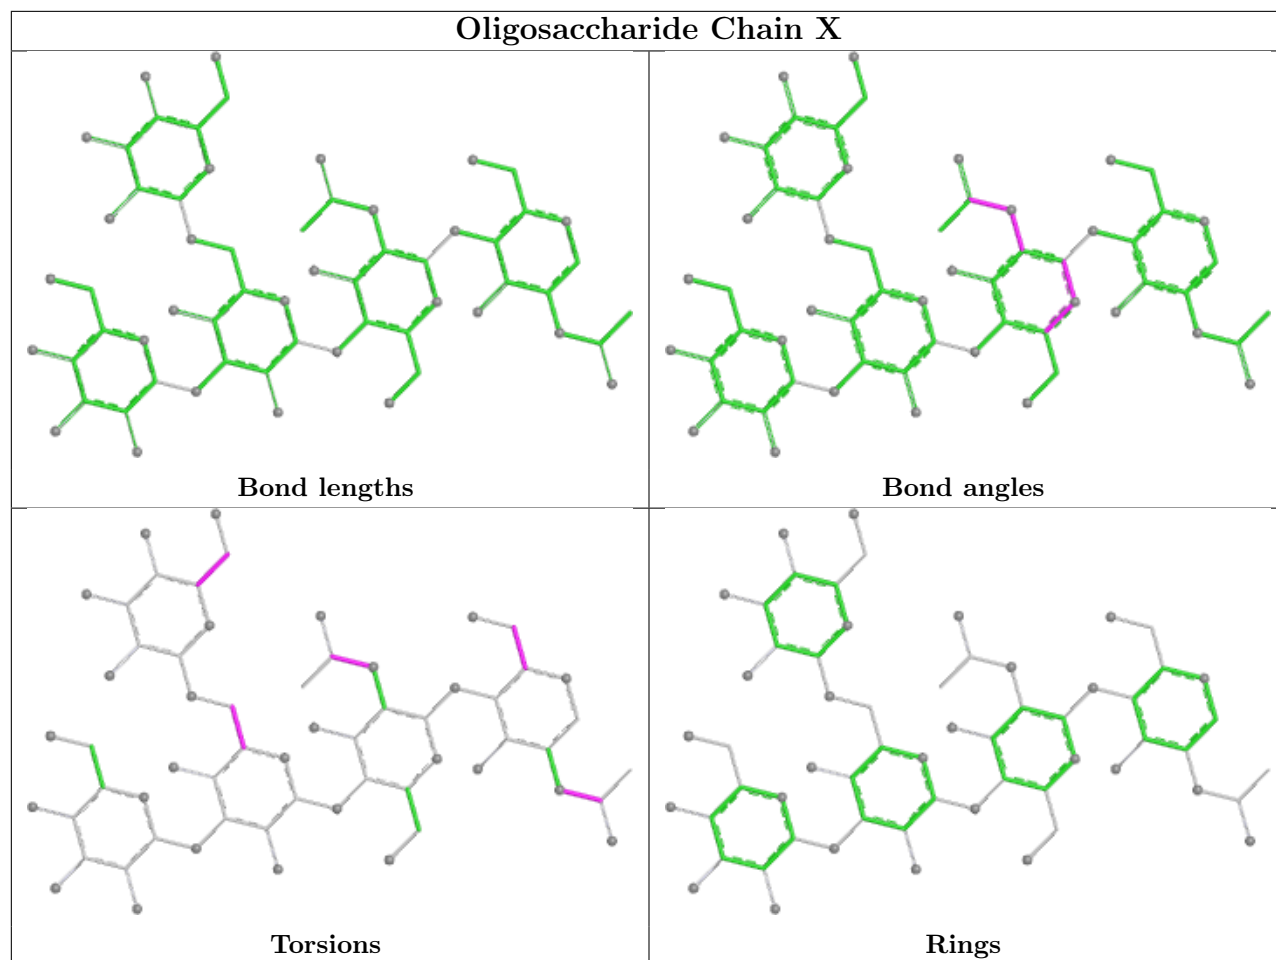 Oligosaccharide Chain X
Bond lengths
Bond angles
Torsions
Rings